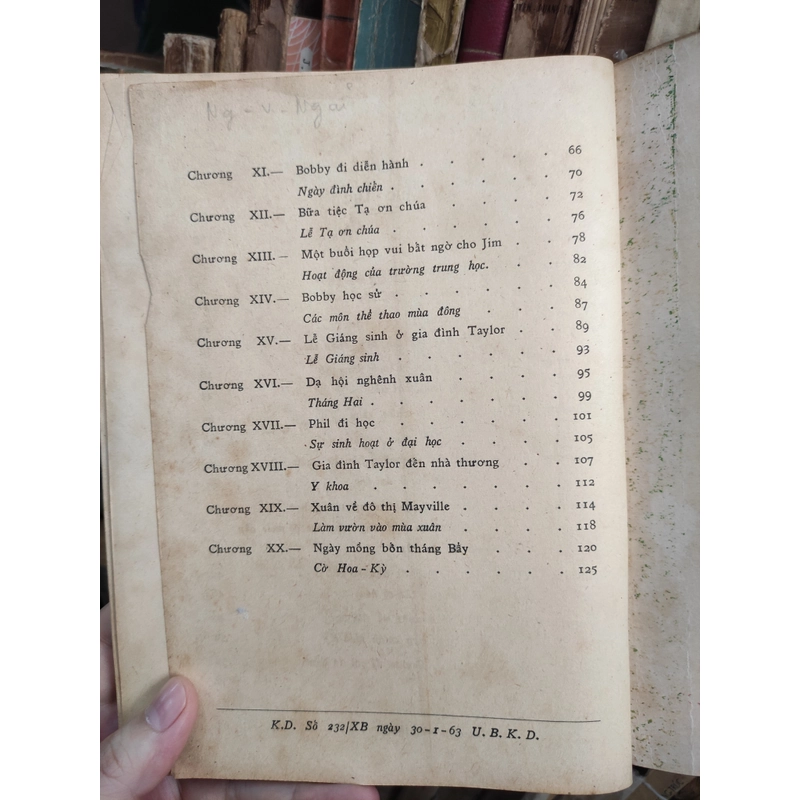 Ng - V - Ngai
Chương XI.— Bobby đi diễn hành . . . . . 66
Ngày đình chiến . . . . . 70
Chương XII.— Bữa tiệc Tạ ơn chúa . . . . 72
Lễ Tạ ơn chúa . . . . . 76
Chương XIII. — Một buổi họp vui bất ngờ cho Jim . . . 78
Hoạt động của trường trung học. . . . 82
Chương XIV.— Bobby học sử . . . . . 84
Các môn thể thao mùa đông . . . . 87
Chương XV.— Lễ Giáng sinh ở gia đình Taylor . . 89
Lễ Giáng sinh . . . . . 93
Chương XVI.— Dạ hội nghênh xuân . . . . 95
Tháng Hai . . . . . . 99
Chương XVII.— Phil đi học . . . . . 101
Sự sinh hoạt ở đại học . . . . 105
Chương XVIII.— Gia đình Taylor đến nhà thương . . 107
Y khoa . . . . . . 112
Chương XIX.— Xuân về đô thị Mayville . . . . 114
Làm vườn vào mùa xuân . . . . 118
Chương XX.— Ngày mồng bốn tháng Bẩy . . . 120
Cờ Hoa - Kỳ . . . . . . 125
K.D. Số 232/XB ngày 30-1-63 U. B. K. D.